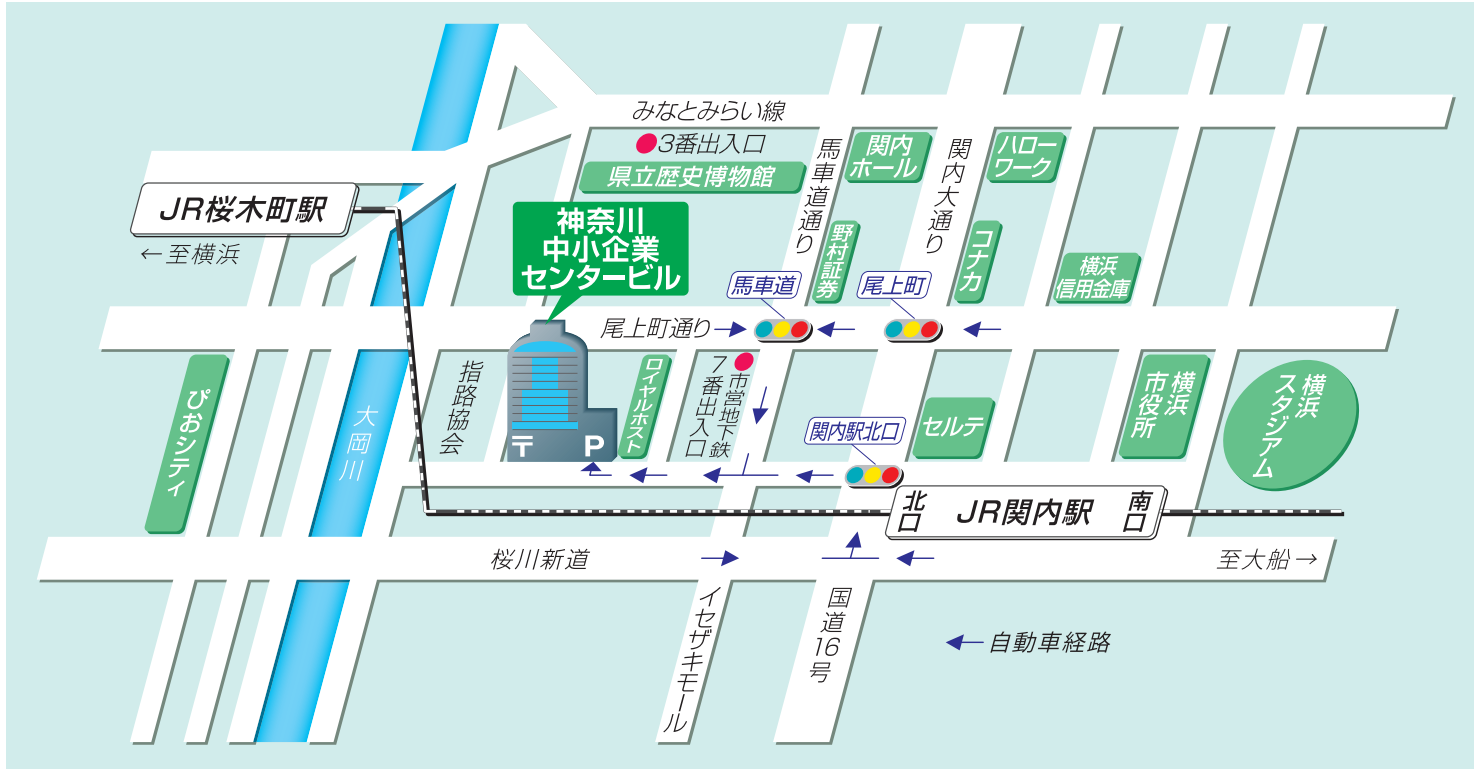 みなとみらい線
3番出入口
県立歴史博物館
馬車道通り
関内
ホール
関内大通り
ハロー
ワーク
JR桜木町駅
←至横浜
神奈川
中小企業
センタービル
野村証券
コナカ
横浜
信用金庫
馬車道
尾上町
尾上町通り
ぴおシティ
大岡川
指路協会
〒
P
ロイヤルホスト
市営地下鉄
7番出入口
関内駅北口
セルテ
横浜
市役所
横浜
スタジアム
北口
JR関内駅
南口
桜川新道
至大船→
イセザキモール
国道16号
自動車経路